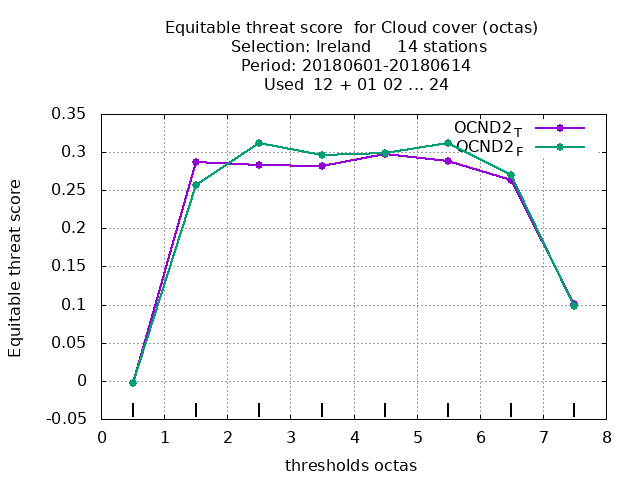 Equitable threat score  for Cloud cover (octas)
Selection: Ireland     14 stations
Period: 20180601-20180614
Used  12 + 01 02 ... 24
OCND2_T
OCND2_F
Equitable threat score
0.35
0.3
0.25
0.2
0.15
0.1
0.05
0
-0.05
0 1 2 3 4 5 6 7 8
thresholds octas